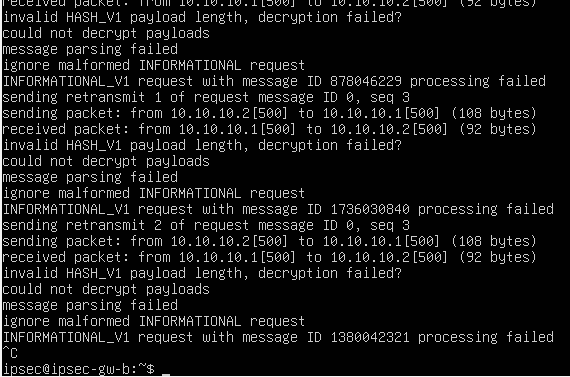 received packet: from 10.10.10.1[500] to 10.10.10.2[500] (92 bytes)
invalid HASH_V1 payload length, decryption failed?
could not decrypt payloads
message parsing failed
ignore malformed INFORMATIONAL request
INFORMATIONAL_V1 request with message ID 878046229 processing failed
sending retransmit 1 of request message ID 0, seq 3
sending packet: from 10.10.10.2[500] to 10.10.10.1[500] (108 bytes)
received packet: from 10.10.10.1[500] to 10.10.10.2[500] (92 bytes)
invalid HASH_V1 payload length, decryption failed?
could not decrypt payloads
message parsing failed
ignore malformed INFORMATIONAL request
INFORMATIONAL_V1 request with message ID 1736030840 processing failed
sending retransmit 2 of request message ID 0, seq 3
sending packet: from 10.10.10.2[500] to 10.10.10.1[500] (108 bytes)
received packet: from 10.10.10.1[500] to 10.10.10.2[500] (92 bytes)
invalid HASH_V1 payload length, decryption failed?
could not decrypt payloads
message parsing failed
ignore malformed INFORMATIONAL request
INFORMATIONAL_V1 request with message ID 1380042321 processing failed
^C
ipsec@ipsec-gw-b:~$ _